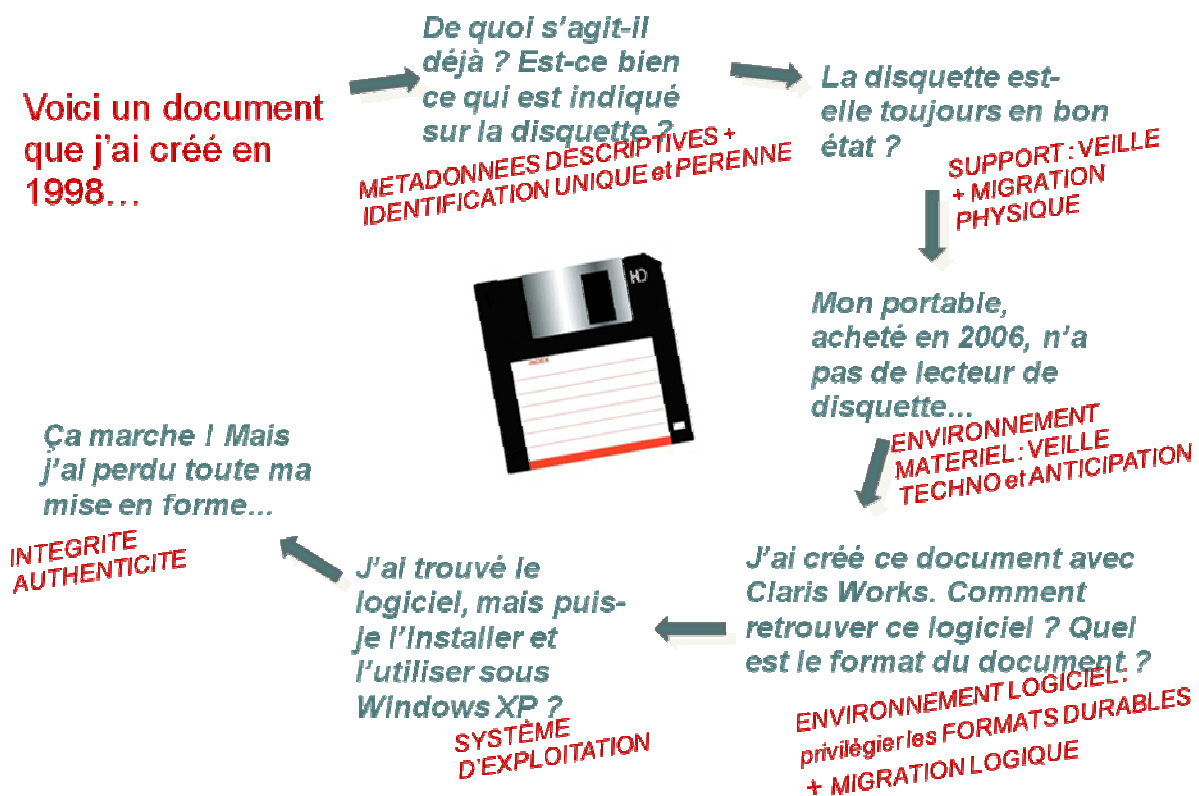 Voici un document
que j'ai créé en
1998…
De quoi s'agit-il
déjà ? Est-ce bien
ce qui est indiqué
sur la disquette ?
METADONNEES DESCRIPTIVES +
IDENTIFICATION UNIQUE et PERENNE
La disquette est-
elle toujours en bon
état ?
SUPPORT : VEILLE
+ MIGRATION
PHYSIQUE
HD
INDEX
Mon portable,
acheté en 2006, n'a
pas de lecteur de
disquette…
ENVIRONNEMENT
MATERIEL : VEILLE
TECHNO et ANTICIPATION
J'ai créé ce document avec
Claris Works. Comment
retrouver ce logiciel ? Quel
est le format du document ?
ENVIRONNEMENT LOGICIEL :
privilégier les FORMATS DURABLES
+ MIGRATION LOGIQUE
J'ai trouvé le
logiciel, mais puis-
je l'Installer et
l'utiliser sous
Windows XP ?
SYSTÈME
D'EXPLOITATION
Ça marche ! Mais
j'ai perdu toute ma
mise en forme…
INTEGRITE
AUTHENTICITE